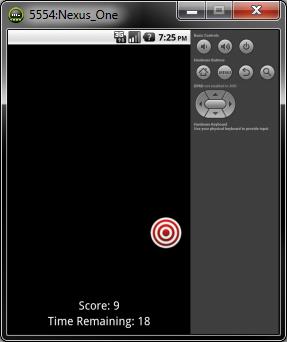 5554:Nexus_One
3G
7:25 PM
Basic Controls
Hardware Buttons
MENU
DPAD not enabled in AVD
Hardware Keyboard
Use your physical keyboard to provide input
Score: 9
Time Remaining: 18